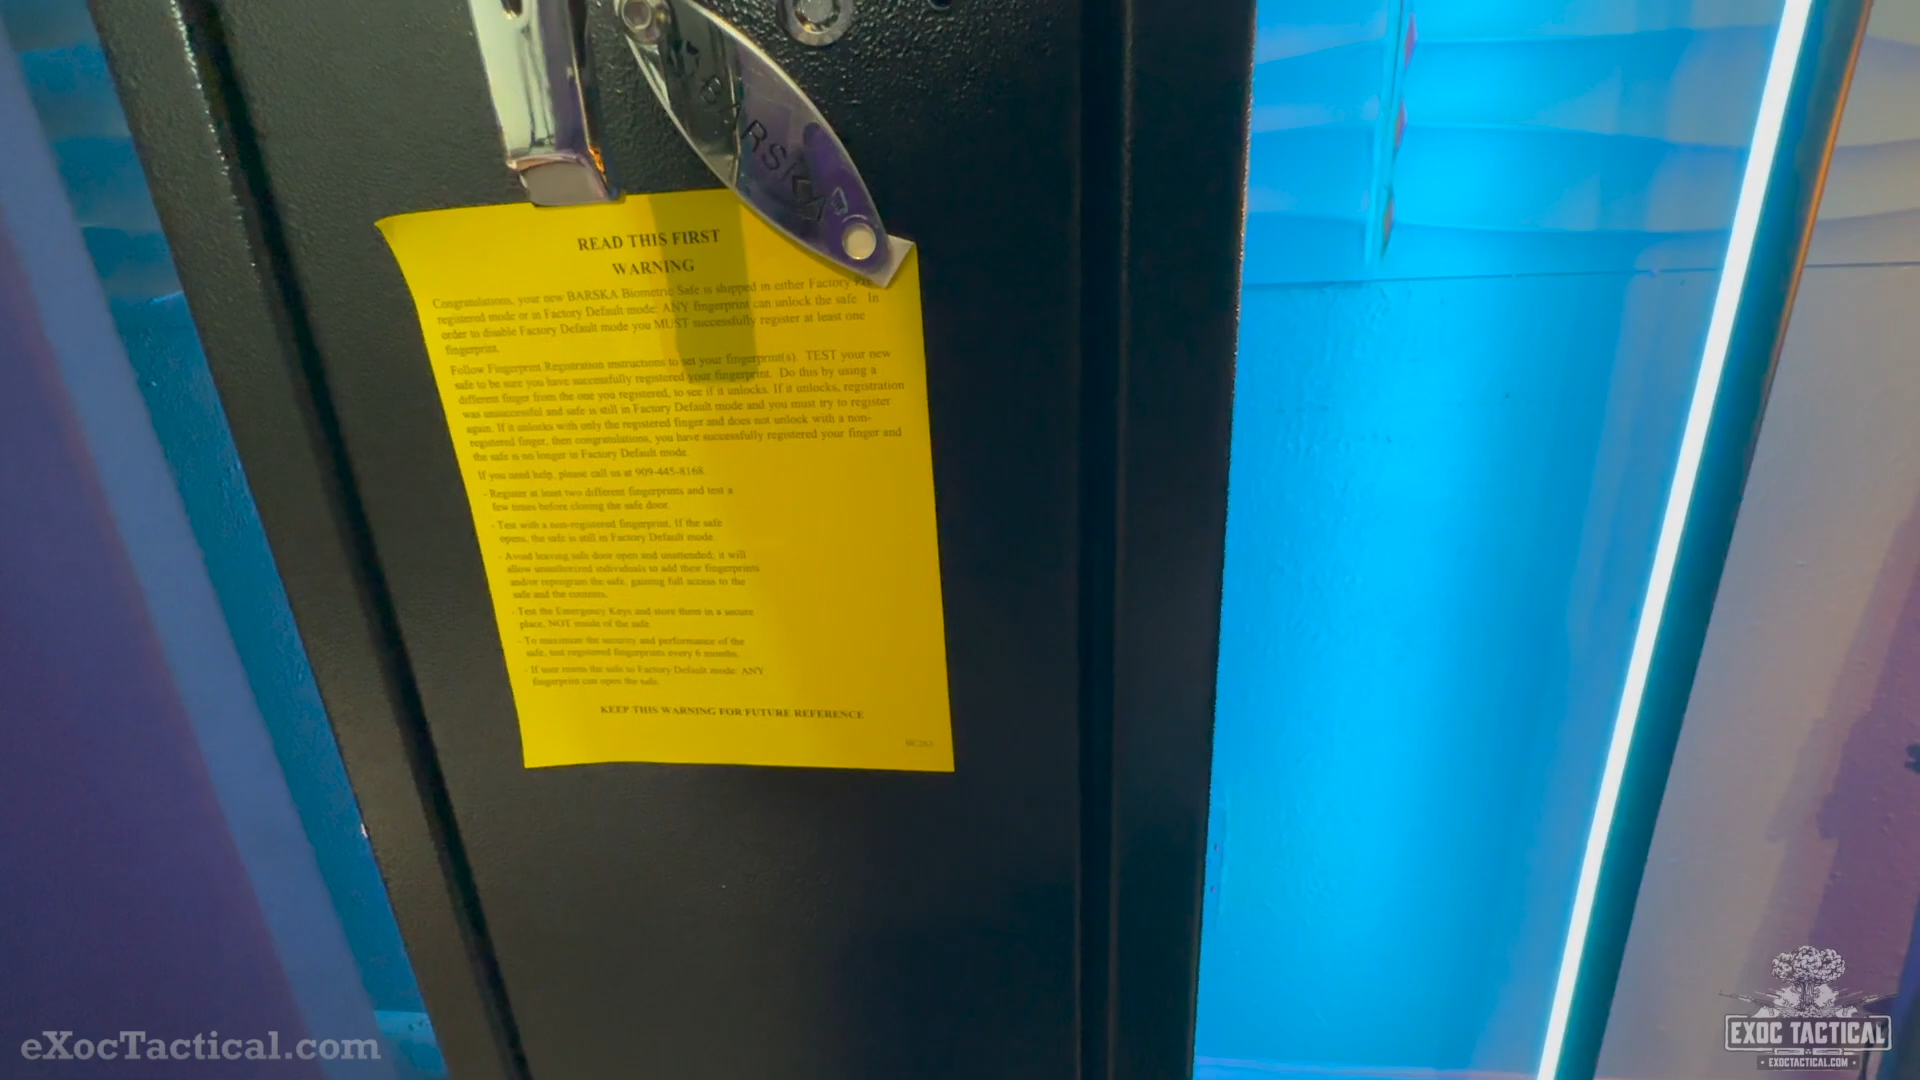 BARSKA
READ THIS FIRST
WARNING
Congratulations, your new BARSKA Biometric Safe is shipped in either Factory
registered mode or in Factory Default mode: ANY fingerprint can unlock the safe. In
order to disable Factory Default mode you MUST successfully register at least one
fingerprint.
Follow Fingerprint Registration instructions to set your fingerprint(s). TEST your new
safe to be sure you have successfully registered your fingerprint. Do this by using a
different finger from the one you registered, to see if it unlocks. If it unlocks, registration
was unsuccessful and safe is still in Factory Default mode and you must try to register
again. If it unlocks with only the registered finger and does not unlock with a non-
registered finger, then congratulations, you have successfully registered your finger and
the safe is no longer in Factory Default mode.
If you need help, please call us at 909-445-8168.
- Register at least two different fingerprints and test a
few times before closing the safe door.
- Test with a non-registered fingerprint. If the safe
opens, the safe is still in Factory Default mode.
- Avoid leaving safe door open and unattended; it will
allow unauthorized individuals to add their fingerprints
and/or reprogram the safe, gaining full access to the
safe and the contents.
- Test the Emergency Keys and store them in a secure
place, NOT inside of the safe.
- To maximize the security and performance of the
safe, test registered fingerprints every 6 months.
- If user resets the safe to Factory Default mode: ANY
fingerprint can open the safe.
KEEP THIS WARNING FOR FUTURE REFERENCE
eXocTactical.com
EXOC TACTICAL
EXOCTACTICAL.COM